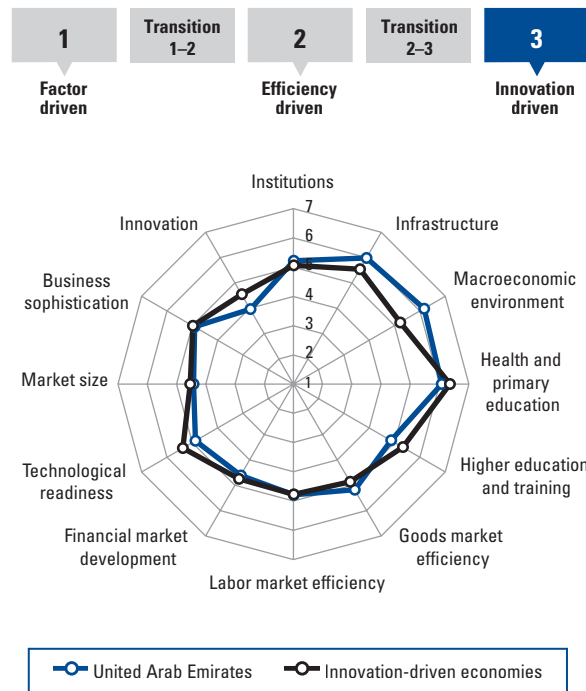 1
Transition
1–2
2
Transition
2–3
3
Factor
driven
Efficiency
driven
Innovation
driven
Institutions
7
Innovation
6
Infrastructure
5
Business
sophistication
4
Macroeconomic
environment
3
2
Market size
1
Health and
primary
education
Technological
readiness
Higher education
and training
Financial market
development
Goods market
efficiency
Labor market efficiency
United Arab Emirates
Innovation-driven economies